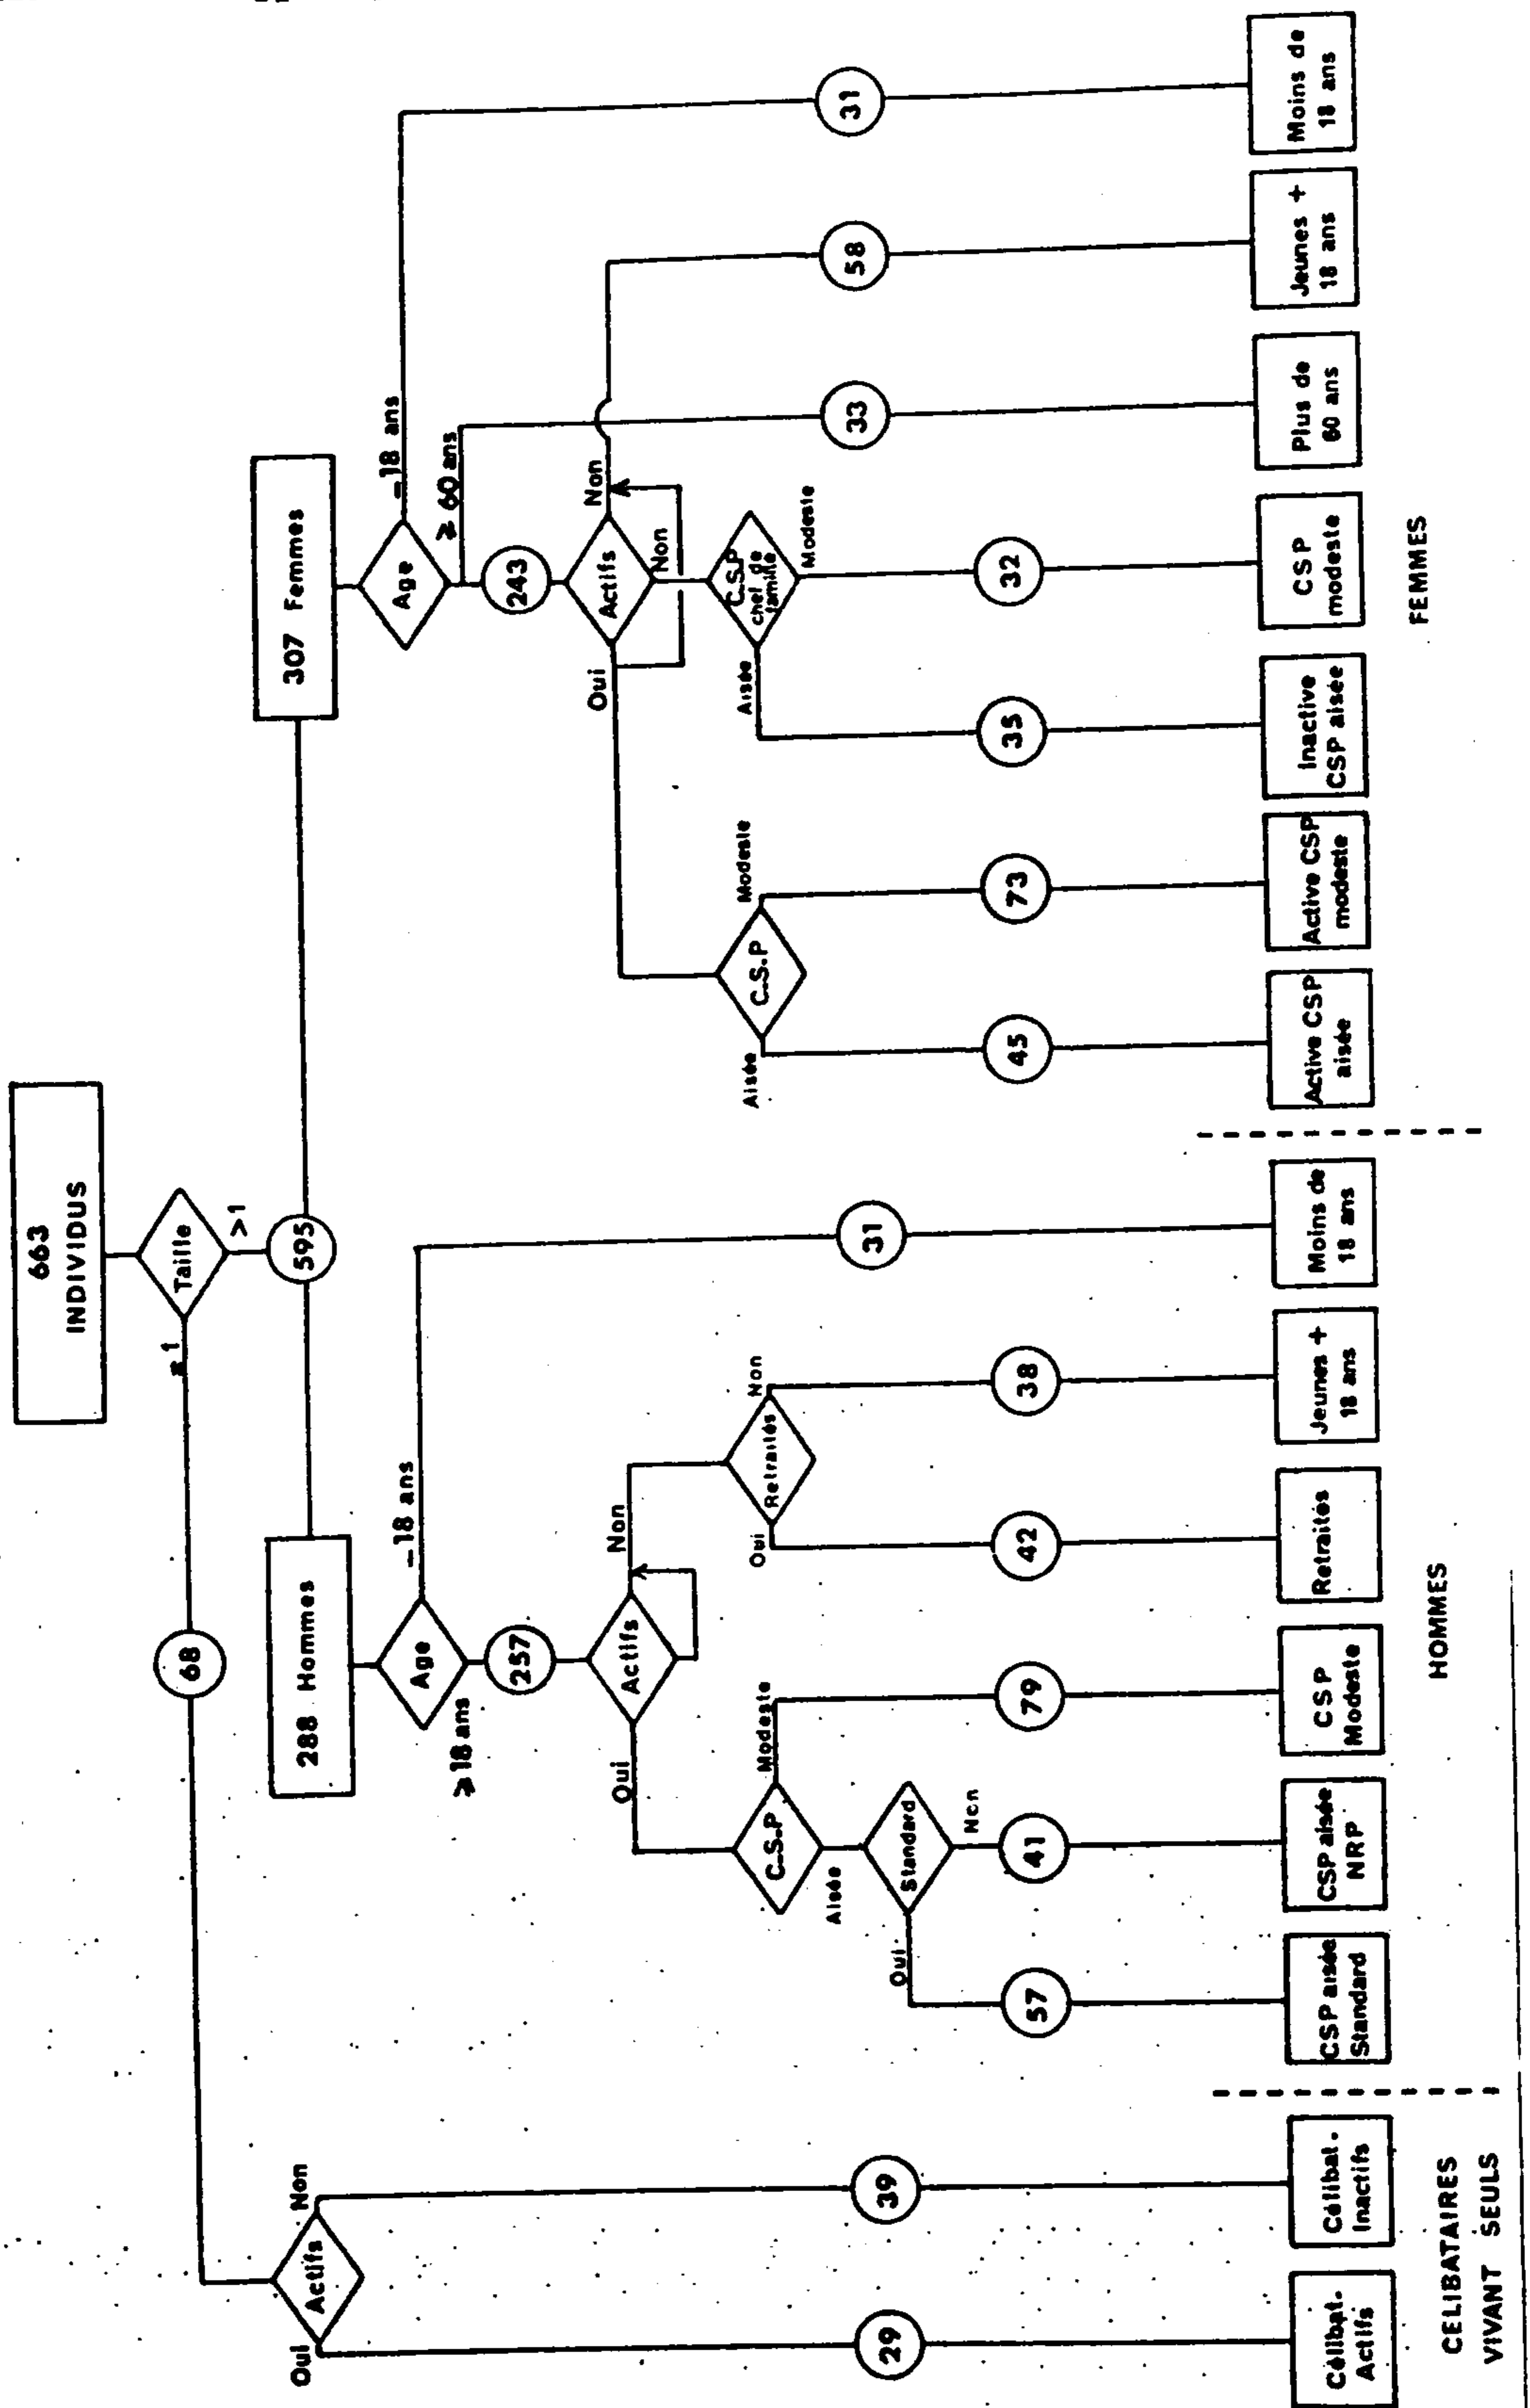 663
INDIVIDUS
Taille
= 1
>1
68
595
288 Hommes
307 Femmes
Actifs
Oui
Non
Age
_18 ans
⩾18 ans
257
Actifs
Oui
Non
C.S.P
Modeste
Aisée
Standard
Oui
Non
Retraités
Oui
Non
Age
_18 ans
⩾ 60 ans
243
Actifs
Oui
Non
Non
C.S.P
Aisée
Modeste
C.S.P
chef de
famille
Aisée
Modeste
29
39
57
41
79
42
38
31
45
73
35
32
33
58
31
Célibat.
Actifs
Célibat.
Inactifs
CSP aisée
Standard
CSP aisée
NRP
CSP
Modeste
Retraités
Jeunes +
18 ans
Moins de
18 ans
Active CSP
aisée
Active CSP
modeste
Inactive
CSP aisée
CSP
modeste
Plus de
60 ans
Jeunes +
18 ans
Moins de
18 ans
CELIBATAIRES
VIVANT SEULS
HOMMES
FEMMES